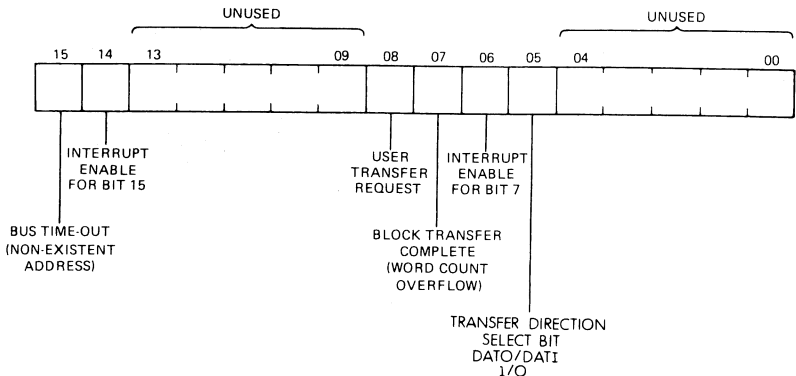 UNUSED
UNUSED
15 14 13 09 08 07 06 05 04 00
INTERRUPT
ENABLE
FOR BIT 15
USER
TRANSFER
REQUEST
INTERRUPT
ENABLE
FOR BIT 7
BUS TIME-OUT
(NON-EXISTENT
ADDRESS)
BLOCK TRANSFER
COMPLETE
(WORD COUNT
OVERFLOW)
TRANSFER DIRECTION
SELECT BIT
DATO/DATI
1/0